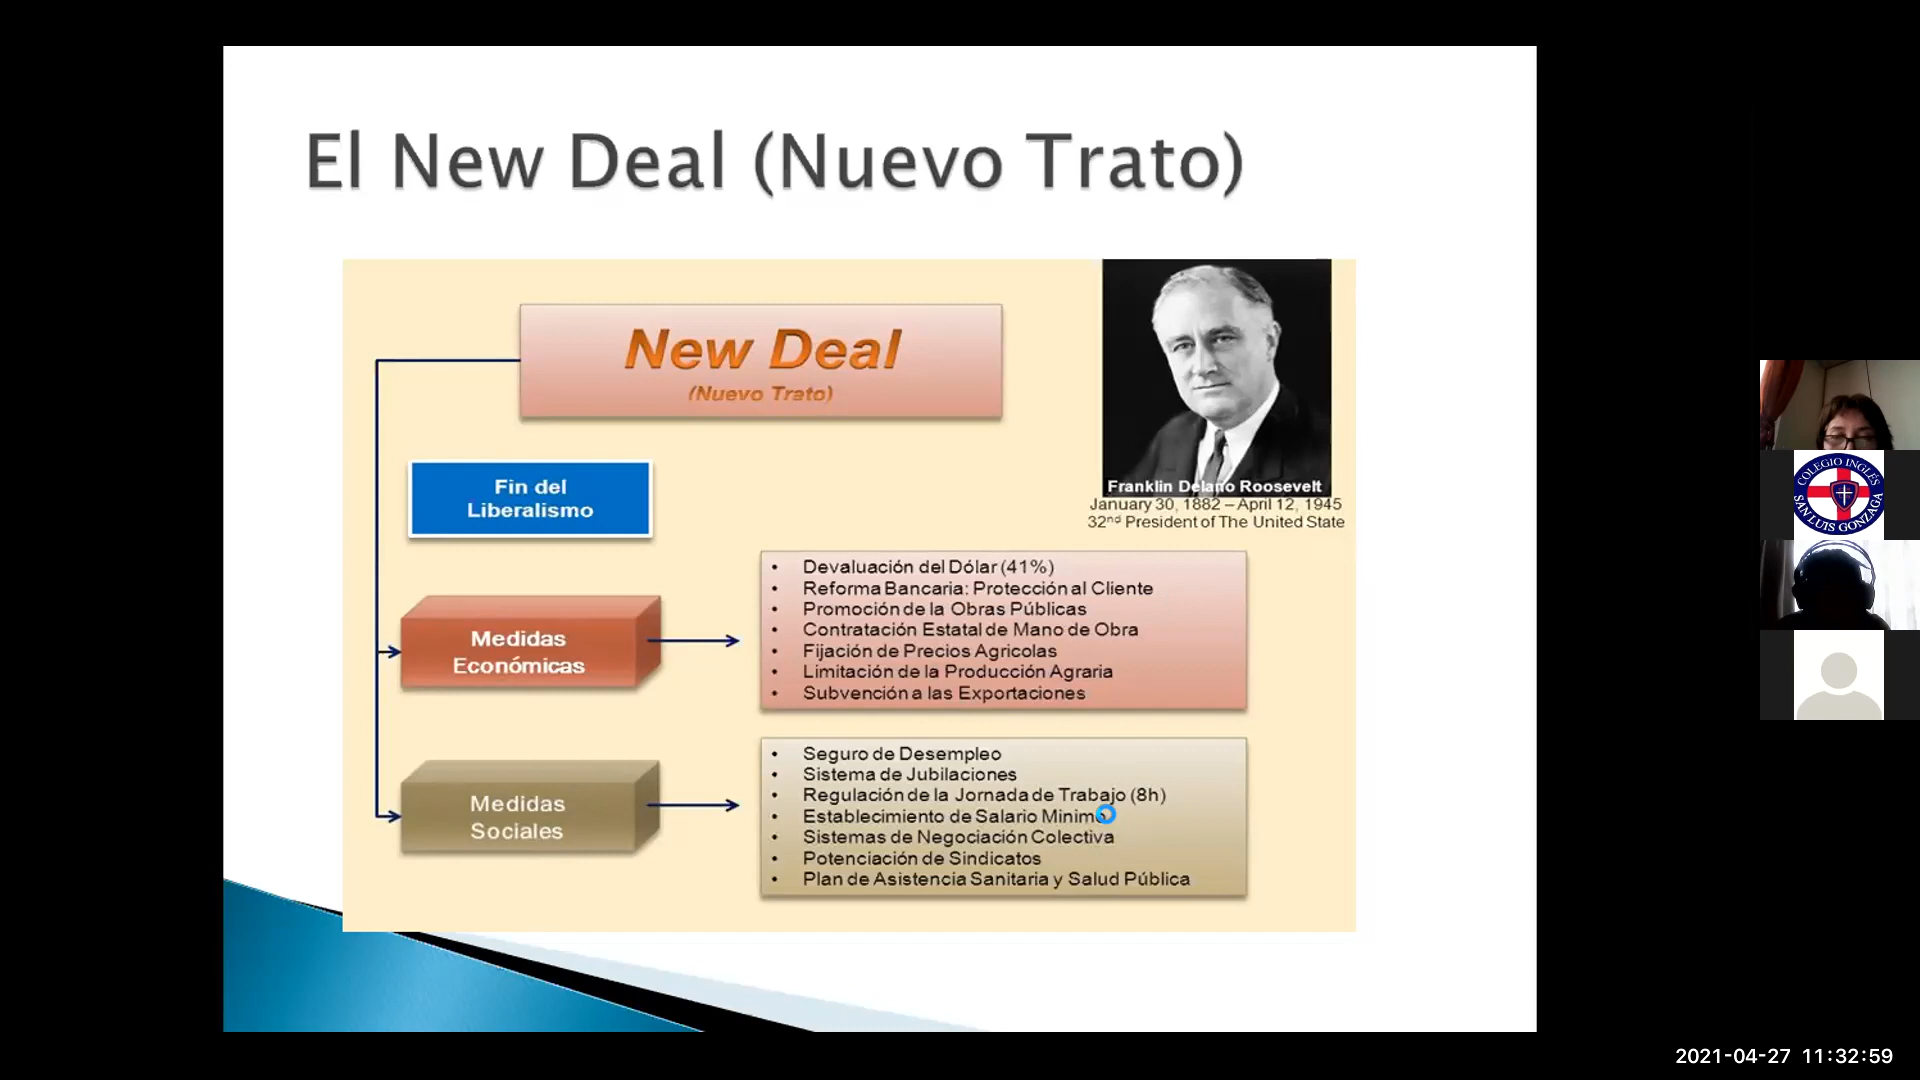 El New Deal (Nuevo Trato)
New Deal
(Nuevo Trato)
Franklin Delano Roosevelt
January 30, 1882 – April 12, 1945
32nd President of The United State
Fin del
Liberalismo
Medidas
Económicas
• Devaluación del Dólar (41%)
• Reforma Bancaria: Protección al Cliente
• Promoción de la Obras Públicas
• Contratación Estatal de Mano de Obra
• Fijación de Precios Agricolas
• Limitación de la Producción Agraria
• Subvención a las Exportaciones
Medidas
Sociales
• Seguro de Desempleo
• Sistema de Jubilaciones
• Regulación de la Jornada de Trabajo (8h)
• Establecimiento de Salario Minimo
• Sistemas de Negociación Colectiva
• Potenciación de Sindicatos
• Plan de Asistencia Sanitaria y Salud Pública
COLEGIO INGLÉS
SAN LUIS GONZAGA
2021-04-27 11:32:59